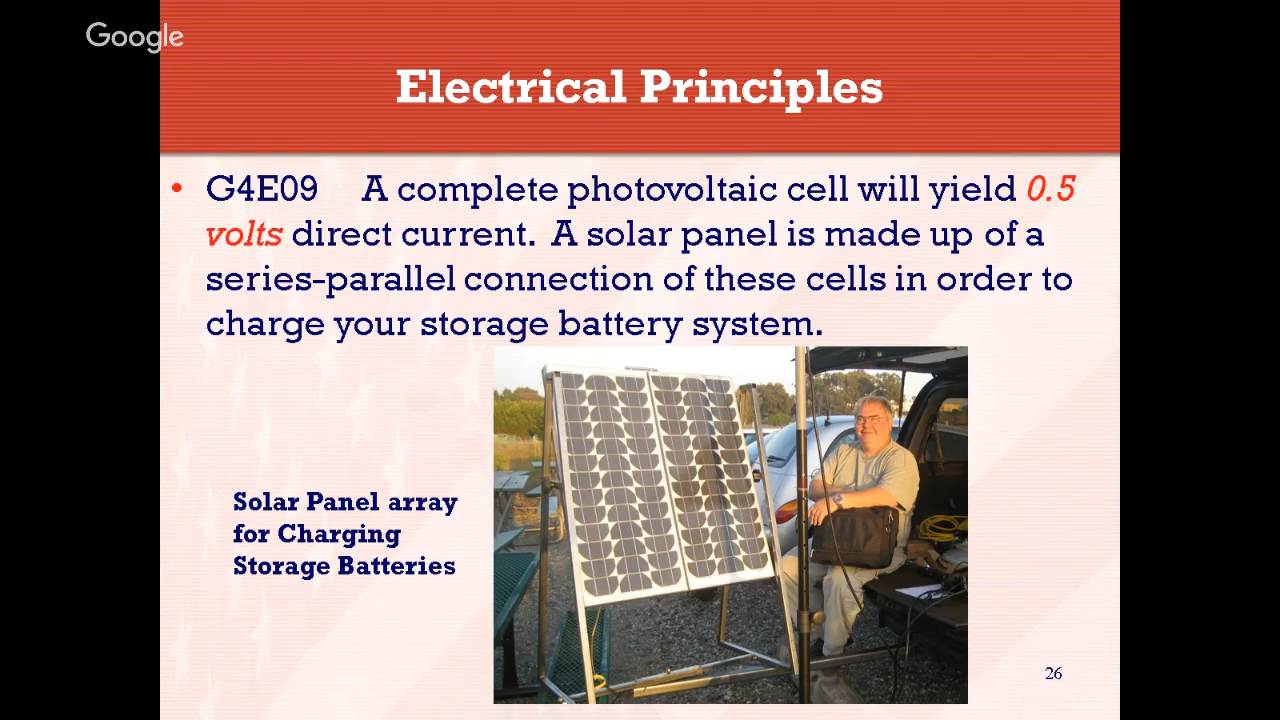 Google
Electrical Principles
• G4E09 A complete photovoltaic cell will yield 0.5
volts direct current. A solar panel is made up of a
series-parallel connection of these cells in order to
charge your storage battery system.
Solar Panel array
for Charging
Storage Batteries
26